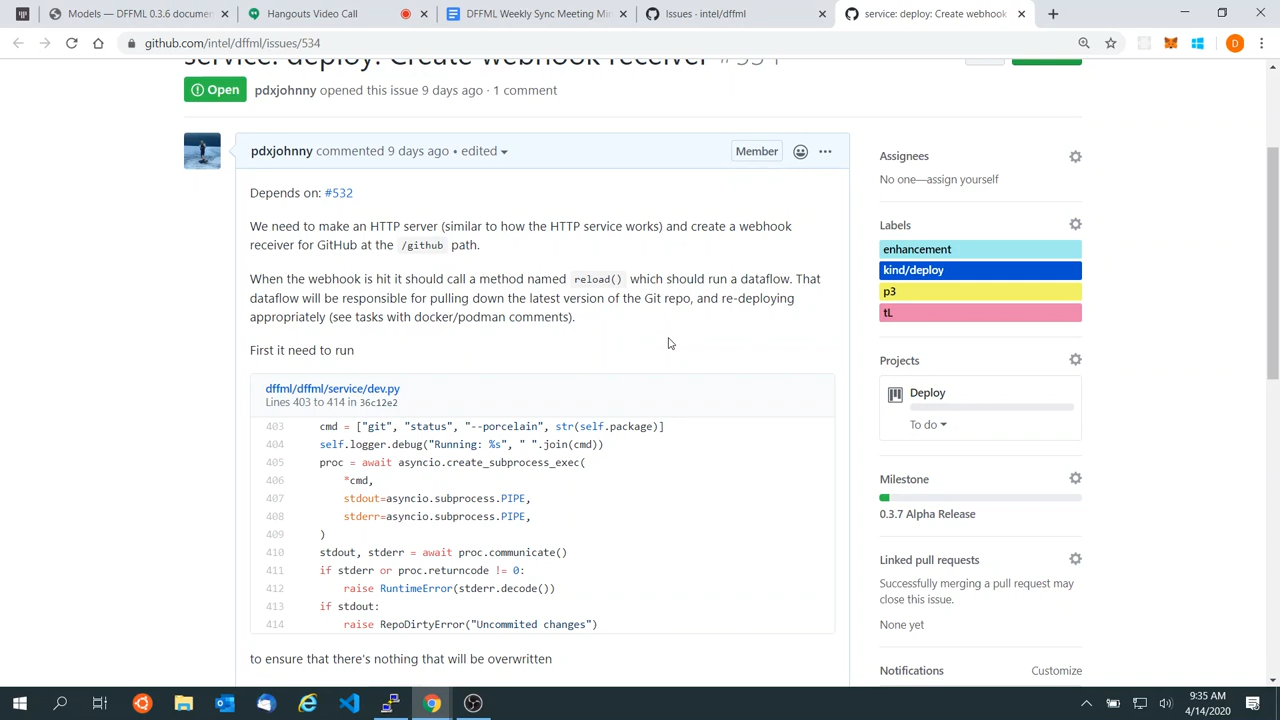 Models — DFFML 0.3.6 documen
Hangouts Video Call
DFFML Weekly Sync Meeting Min
Issues · intel/dffml
service: deploy: Create webhook
github.com/intel/dffml/issues/534
D
service: deploy: Create webhook receiver #534
Open
pdxjohnny opened this issue 9 days ago · 1 comment
pdxjohnny commented 9 days ago • edited
Member
Depends on: #532
We need to make an HTTP server (similar to how the HTTP service works) and create a webhook
receiver for GitHub at the /github path.
When the webhook is hit it should call a method named reload() which should run a dataflow. That
dataflow will be responsible for pulling down the latest version of the Git repo, and re-deploying
appropriately (see tasks with docker/podman comments).
First it need to run
dffml/dffml/service/dev.py
Lines 403 to 414 in 36c12e2
403 cmd = ["git", "status", "--porcelain", str(self.package)]
404 self.logger.debug("Running: %s", " ".join(cmd))
405 proc = await asyncio.create_subprocess_exec(
406 *cmd,
407 stdout=asyncio.subprocess.PIPE,
408 stderr=asyncio.subprocess.PIPE,
409 )
410 stdout, stderr = await proc.communicate()
411 if stderr or proc.returncode != 0:
412 raise RuntimeError(stderr.decode())
413 if stdout:
414 raise RepoDirtyError("Uncommited changes")
to ensure that there's nothing that will be overwritten
Assignees
No one—assign yourself
Labels
enhancement
kind/deploy
p3
tL
Projects
Deploy
To do
Milestone
0.3.7 Alpha Release
Linked pull requests
Successfully merging a pull request may
close this issue.
None yet
Notifications
Customize
9:35 AM
4/14/2020